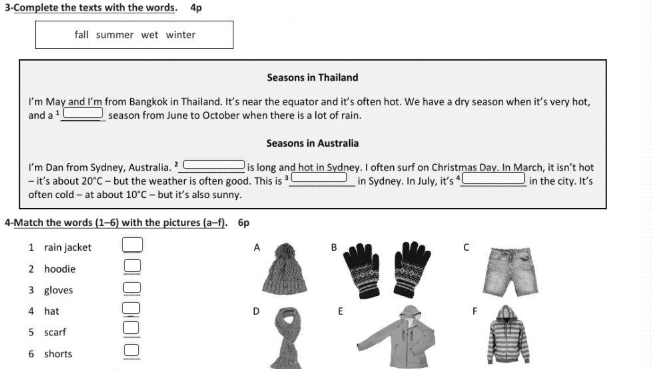 3-Complete the texts with the words. 4p
fall summer wet winter
Seasons in Thailand
I'm May and I'm from Bangkok in Thailand. It's near the equator and it's often hot. We have a dry season when it's very hot,
and a 1 season from June to October when there is a lot of rain.
Seasons in Australia
I'm Dan from Sydney, Australia. 2 is long and hot in Sydney. I often surf on Christmas Day. In March, it isn't hot
– it's about 20°C – but the weather is often good. This is 3 in Sydney. In July, it's 4 in the city. It's
often cold – at about 10°C – but it's also sunny.
4-Match the words (1–6) with the pictures (a–f). 6p
1 rain jacket
2 hoodie
3 gloves
4 hat
5 scarf
6 shorts
A B C
D E F